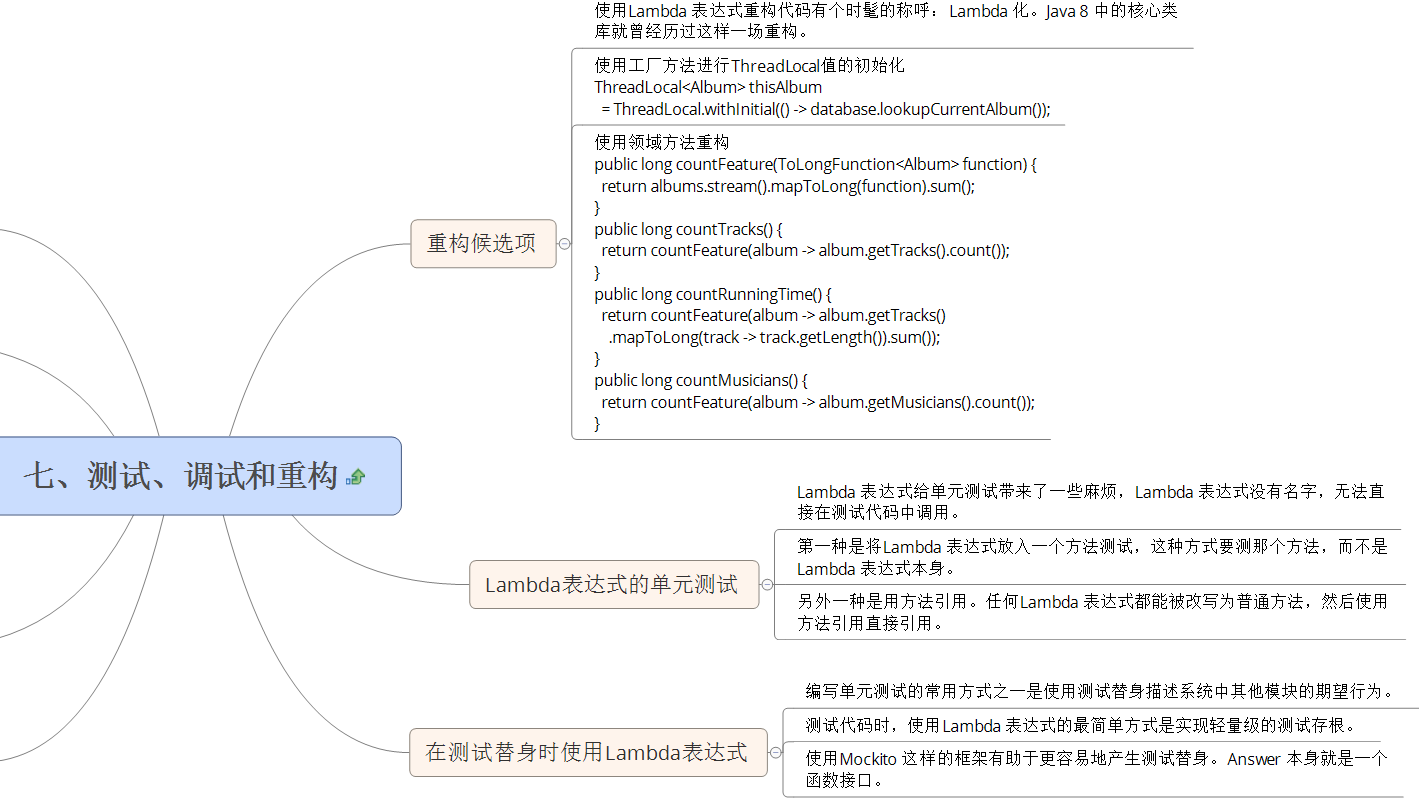 使用Lambda 表达式重构代码有个时髦的称呼：Lambda 化。Java 8 中的核心类
库就曾经历过这样一场重构。
使用工厂方法进行ThreadLocal值的初始化
ThreadLocal<Album> thisAlbum
= ThreadLocal.withInitial(() -> database.lookupCurrentAlbum());
使用领域方法重构
public long countFeature(ToLongFunction<Album> function) {
return albums.stream().mapToLong(function).sum();
}
public long countTracks() {
return countFeature(album -> album.getTracks().count());
}
public long countRunningTime() {
return countFeature(album -> album.getTracks()
.mapToLong(track -> track.getLength()).sum());
}
public long countMusicians() {
return countFeature(album -> album.getMusicians().count());
}
重构候选项
七、测试、调试和重构
Lambda 表达式给单元测试带来了一些麻烦，Lambda 表达式没有名字，无法直
接在测试代码中调用。
第一种是将Lambda 表达式放入一个方法测试，这种方式要测那个方法，而不是
Lambda 表达式本身。
另外一种是用方法引用。任何Lambda 表达式都能被改写为普通方法，然后使用
方法引用直接引用。
Lambda表达式的单元测试
编写单元测试的常用方式之一是使用测试替身描述系统中其他模块的期望行为。
测试代码时，使用Lambda 表达式的最简单方式是实现轻量级的测试存根。
使用Mockito 这样的框架有助于更容易地产生测试替身。Answer 本身就是一个
函数接口。
在测试替身时使用Lambda表达式